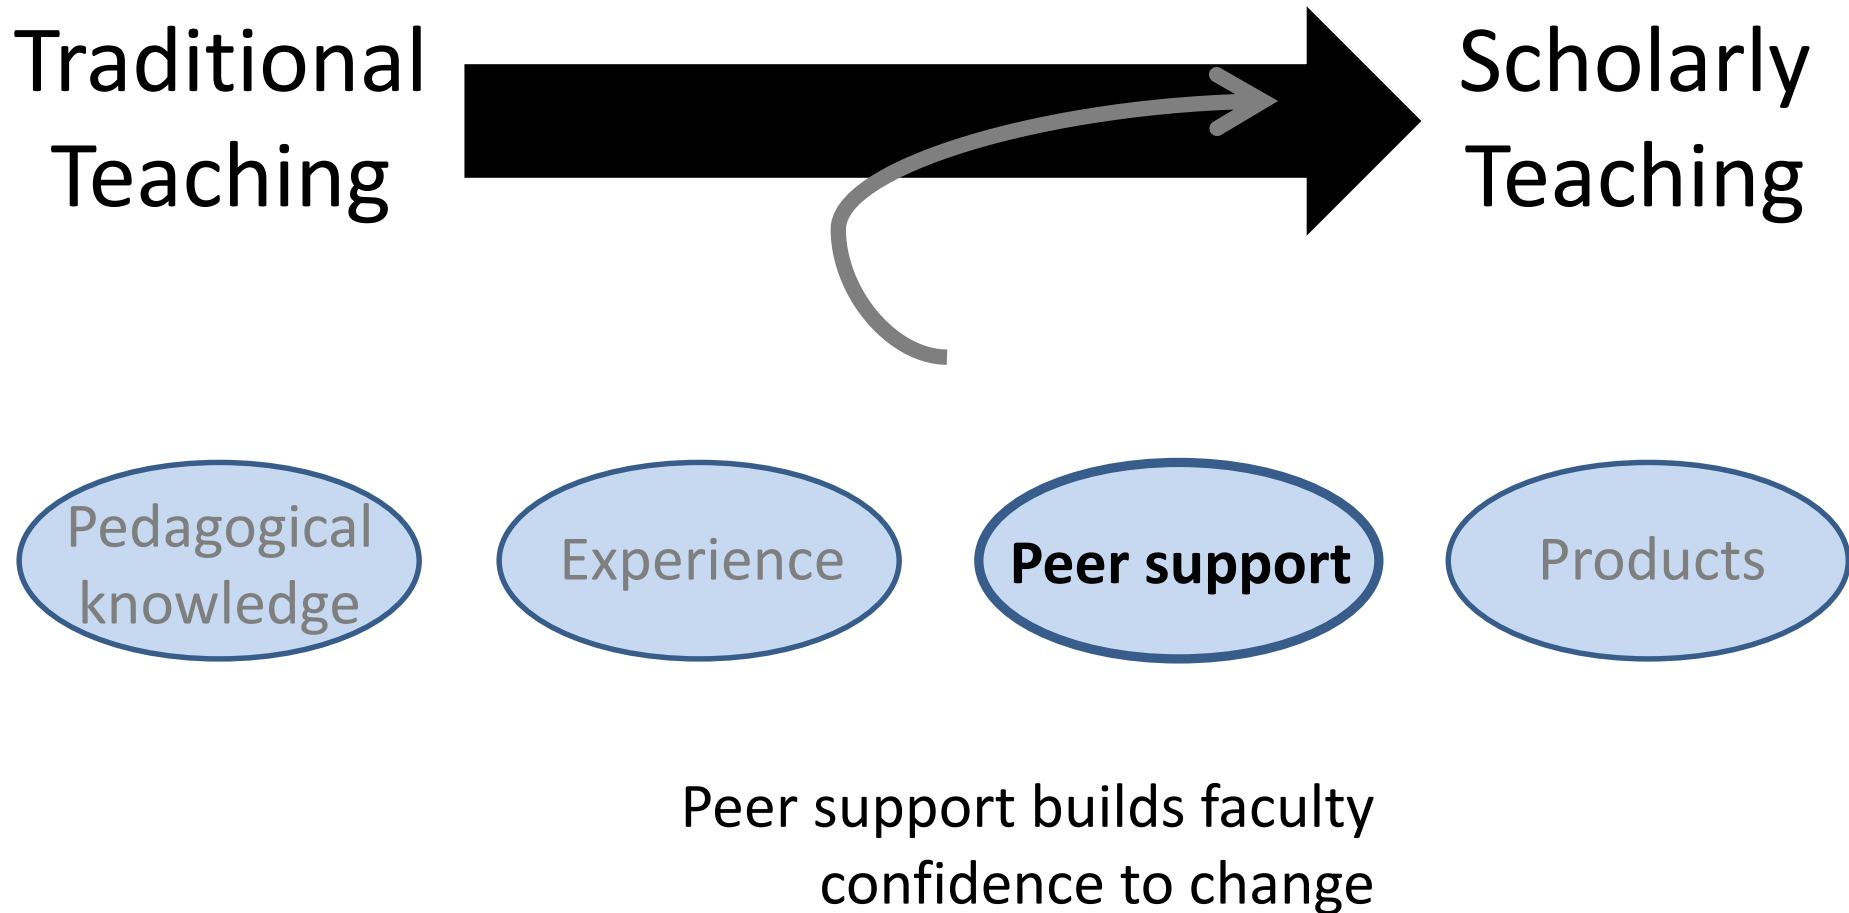 Traditional
Teaching
Scholarly
Teaching
Pedagogical
knowledge
Experience
Peer support
Products
Peer support builds faculty
confidence to change